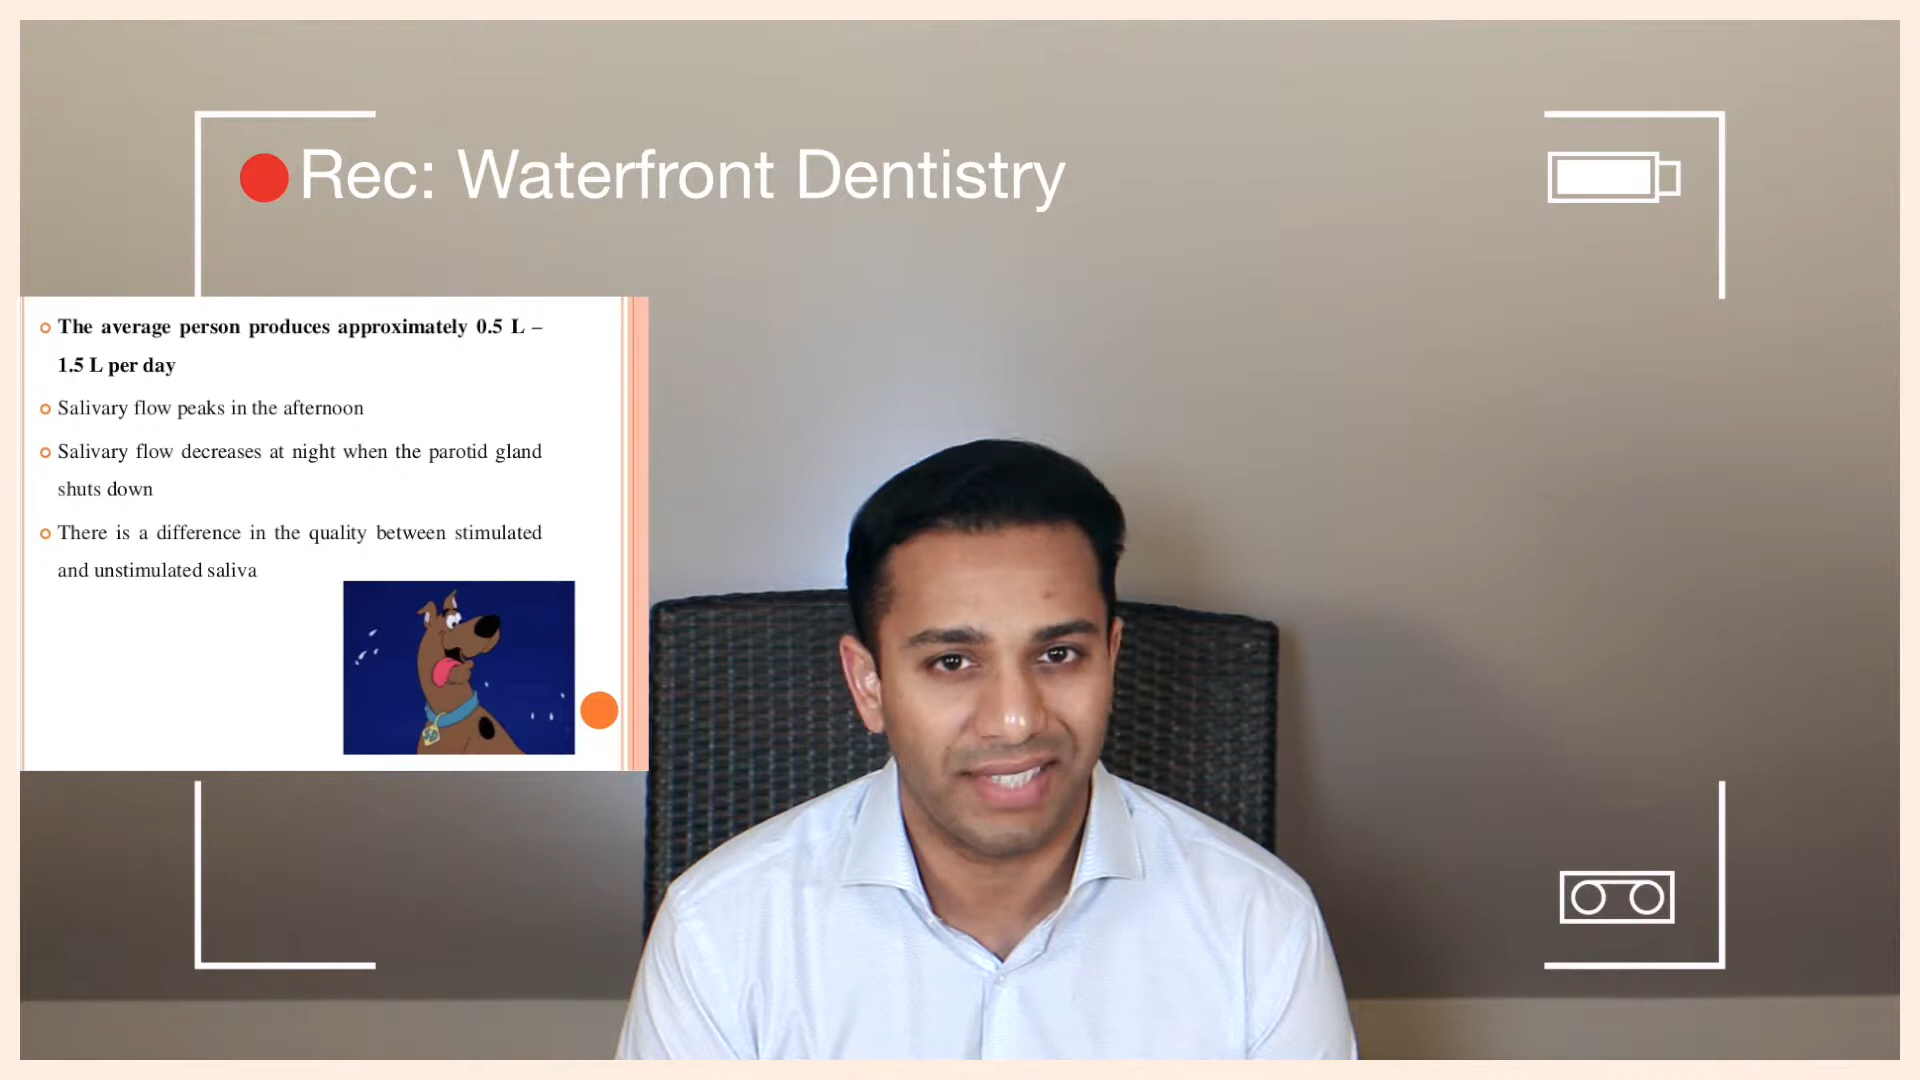 Rec: Waterfront Dentistry
The average person produces approximately 0.5 L –
1.5 L per day
Salivary flow peaks in the afternoon
Salivary flow decreases at night when the parotid gland
shuts down
There is a difference in the quality between stimulated
and unstimulated saliva
SD